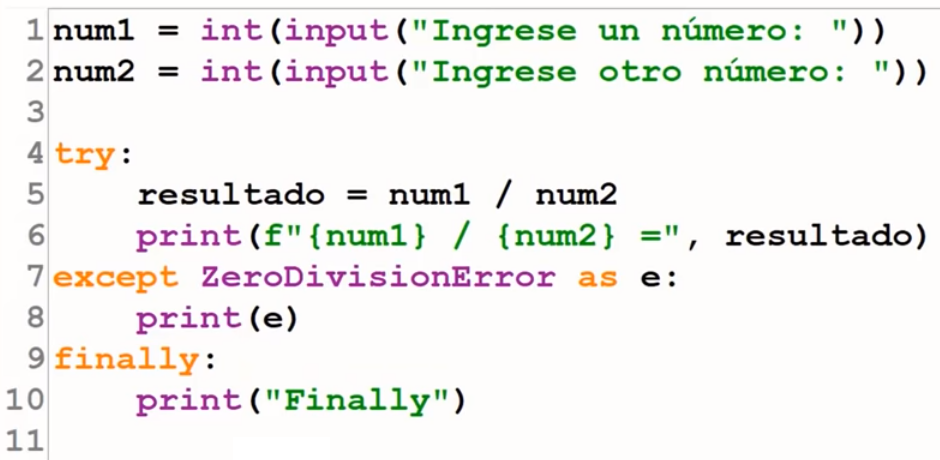 1 num1 = int(input("Ingrese un número: "))
2 num2 = int(input("Ingrese otro número: "))
3
4 try:
5     resultado = num1 / num2
6     print(f"{num1} / {num2} =", resultado)
7 except ZeroDivisionError as e:
8     print(e)
9 finally:
10     print("Finally")
11